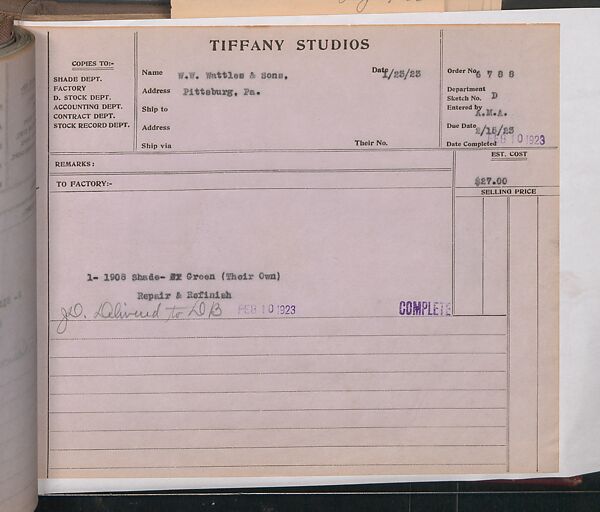 TIFFANY STUDIOS
COPIES TO:-
SHADE DEPT.
FACTORY
D. STOCK DEPT.
ACCOUNTING DEPT.
CONTRACT DEPT.
STOCK RECORD DEPT.
Name W.W. Wattles & Sons. Date 1/23/23
Address Pittsburg, Pa.
Ship to
Address
Ship via Their No.
Order No. 6788
Department
Sketch No. D
Entered by K.M.A.
Due Date 2/15/23
Date Completed FEB 10 1923
REMARKS:
EST. COST
$27.00
TO FACTORY:-
SELLING PRICE
1- 1908 Shade- Green (Their Own)
Repair & Refinish
Delivered to DB FEB 10 1923 COMPLETE